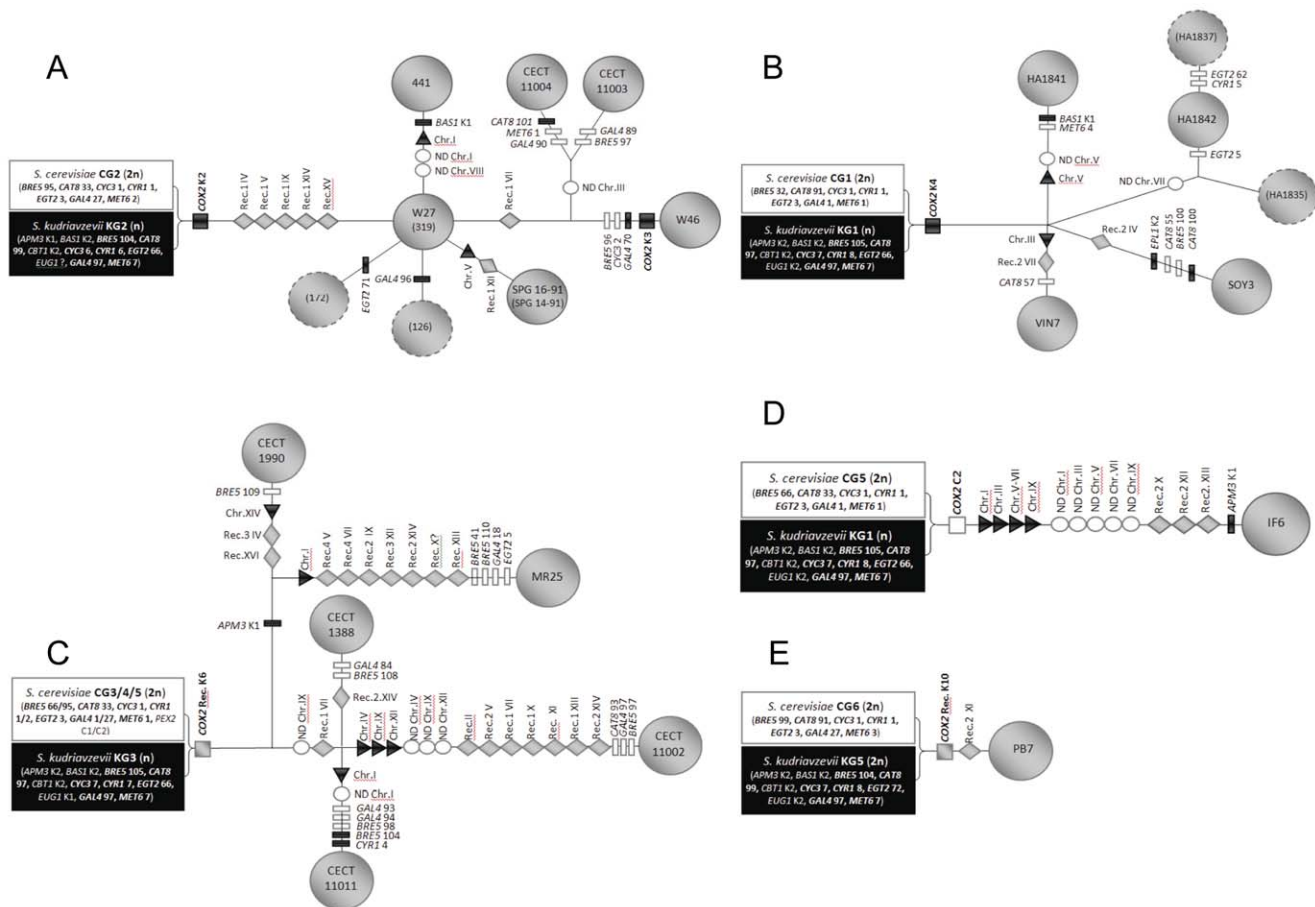 A
441
BAS1 K1
Chr.I
ND Chr.I
ND Chr.VIII
CECT
11004
CAT8 101
MET6 1
GAL4 90
CECT
11003
GAL4 89
BRE5 97
ND Chr.III
S. cerevisiae CG2 (2n)
(BRE5 95, CAT8 33, CYC3 1, CYR1 1,
EGT2 3, GAL4 27, MET6 2)
S. kudriavzevii KG2 (n)
(APM3 K1, BAS1 K2, BRE5 104, CAT8
99, CBT1 K2, CYC3 6, CYR1 6, EGT2 66,
EUG1 ?, GAL4 97, MET6 7)
COX2 K2
Rec.1 IV
Rec.1 V
Rec.1 IX
Rec.1 XIV
Rec.XV
W27
(319)
Rec.1 VII
BRE5 96
CYC3 2
GAL4 70
COX2 K3
W46
(172)
EGT2 71
GAL4 96
(126)
Chr.V
Rec.1 XII
SPG 16-91
(SPG 14-91)
B
HA1841
BAS1 K1
MET6 4
ND Chr.V
Chr.V
(HA1837)
EGT2 62
CYR1 5
HA1842
EGT2 5
ND Chr.VII
(HA1835)
S. cerevisiae CG1 (2n)
(BRE5 32, CAT8 91, CYC3 1, CYR1 1,
EGT2 3, GAL4 1, MET6 1)
S. kudriavzevii KG1 (n)
(APM3 K2, BAS1 K2, BRE5 105, CAT8
97, CBT1 K2, CYC3 7, CYR1 8, EGT2 66,
EUG1 K2, GAL4 97, MET6 7)
COX2 K4
Chr.III
Rec.2 VII
CAT8 57
VIN7
Rec.2 IV
EPL1 K2
CAT8 55
BRE5 100
CAT8 100
SOY3
C
CECT
1990
BRE5 109
Chr.XIV
Rec.3 IV
Rec.XVI
Chr.I
Rec.4 V
Rec.4 VII
Rec.2 IX
Rec.3 XII
Rec.2 XIV
Rec.X?
Rec.XIII
BRE5 41
BRE5 110
GAL4 18
EGT2 5
MR25
APM3 K1
CECT
1388
GAL4 84
BRE5 108
Rec.2.XIV
S. cerevisiae CG3/4/5 (2n)
(BRE5 66/95, CAT8 33, CYC3 1, CYR1
1/2, EGT2 3, GAL4 1/27, MET6 1, PEX2
C1/C2)
S. kudriavzevii KG3 (n)
(APM3 K2, BAS1 K2, BRE5 105, CAT8
97, CBT1 K2, CYC3 7, CYR1 7, EGT2 66,
EUG1 K1, GAL4 97, MET6 7)
COX2 Rec. K6
ND Chr.IX
Rec.1 VII
Chr.IV
Chr.IX
Chr.XII
ND Chr.IV
ND Chr.IX
ND Chr.XII
Rec.II
Rec.2 V
Rec.1 VII
Rec.1 X
Rec. XI
Rec.1 XIII
Rec.2 XIV
CAT8 93
GAL4 97
BRE5 97
CECT
11002
Chr.I
ND Chr.I
GAL4 93
GAL4 94
BRE5 98
BRE5 104
CYR1 4
CECT
11011
D
S. cerevisiae CG5 (2n)
(BRE5 66, CAT8 33, CYC3 1, CYR1 1,
EGT2 3, GAL4 1, MET6 1)
S. kudriavzevii KG1 (n)
(APM3 K2, BAS1 K2, BRE5 105, CAT8
97, CBT1 K2, CYC3 7, CYR1 8, EGT2 66,
EUG1 K2, GAL4 97, MET6 7)
COX2 C2
Chr.I
Chr.III
Chr.V-VII
Chr.IX
ND Chr.I
ND Chr.III
ND Chr.V
ND Chr.VII
ND Chr.IX
Rec.2 X
Rec.2 XII
Rec2. XIII
APM3 K1
IF6
E
S. cerevisiae CG6 (2n)
(BRE5 99, CAT8 91, CYC3 1, CYR1 1,
EGT2 3, GAL4 27, MET6 3)
S. kudriavzevii KG5 (2n)
(APM3 K2, BAS1 K2, BRE5 104, CAT8
99, CBT1 K2, CYC3 7, CYR1 8, EGT2 72,
EUG1 K2, GAL4 97, MET6 7)
COX2 Rec. K10
Rec.2 XI
PB7